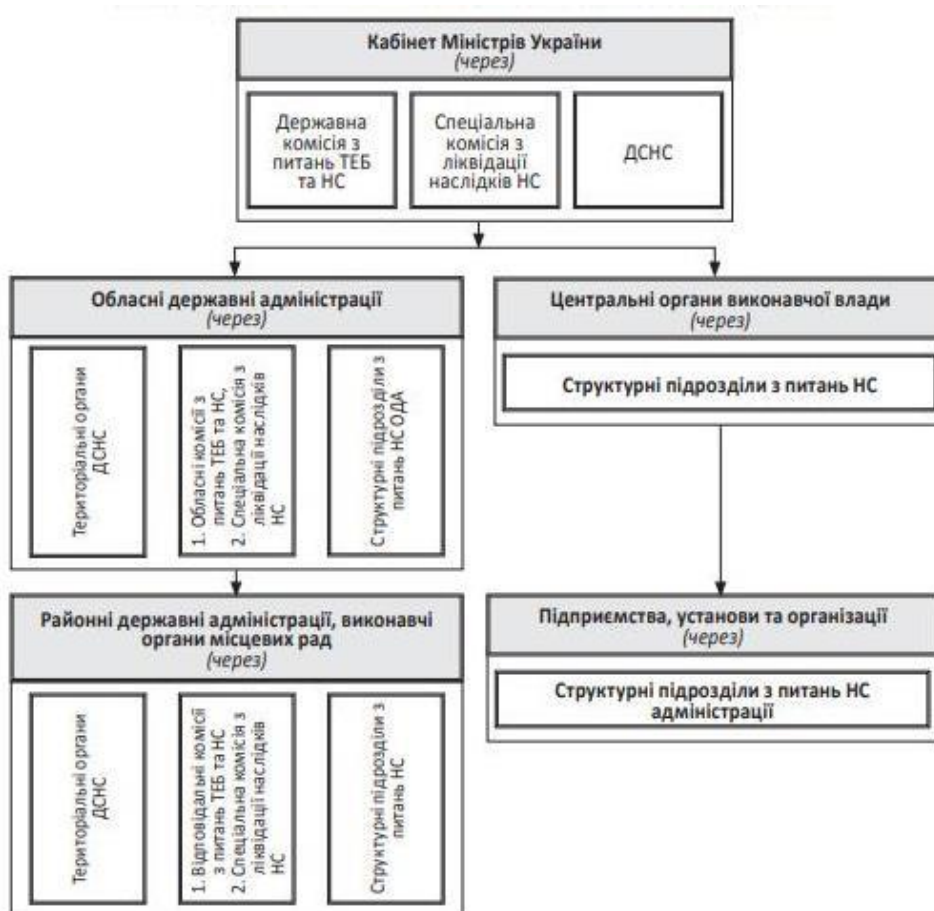 Кабінет Міністрів України
(через)
Державна
комісія з
питань ТЕБ
та НС
Спеціальна
комісія з
ліквідації
наслідків НС
ДСНС
Обласні державні адміністрації
(через)
Територіальні органи
ДСНС
1. Обласні комісії з
питань ТЕБ та НС,
2. Спеціальна комісія з
ліквідації наслідків
НС
Структурні підрозділи з
питань НС ОДА
Центральні органи виконавчої влади
(через)
Структурні підрозділи з питань НС
Районні державні адміністрації, виконавчі
органи місцевих рад
(через)
Територіальні органи
ДСНС
1. Відповідальні комісії
з питань ТЕБ та НС
2. Спеціальна комісія з
ліквідації наслідків
НС
Структурні підрозділи з
питань НС
Підприємства, установи та організації
(через)
Структурні підрозділи з питань НС
адміністрації